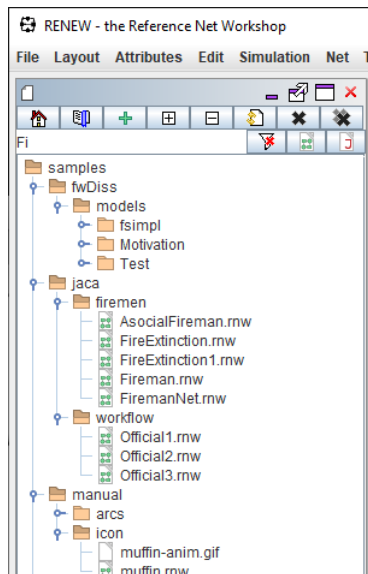 RENEW - the Reference Net Workshop
File Layout Attributes Edit Simulation Net
Fi
J
samples
fwDiss
models
fsimpl
Motivation
Test
jaca
firemen
AsocialFireman.rnw
FireExtinction.rnw
FireExtinction1.rnw
Fireman.rnw
FiremanNet.rnw
workflow
Official1.rnw
Official2.rnw
Official3.rnw
manual
arcs
icon
muffin-anim.gif
muffin.rnw